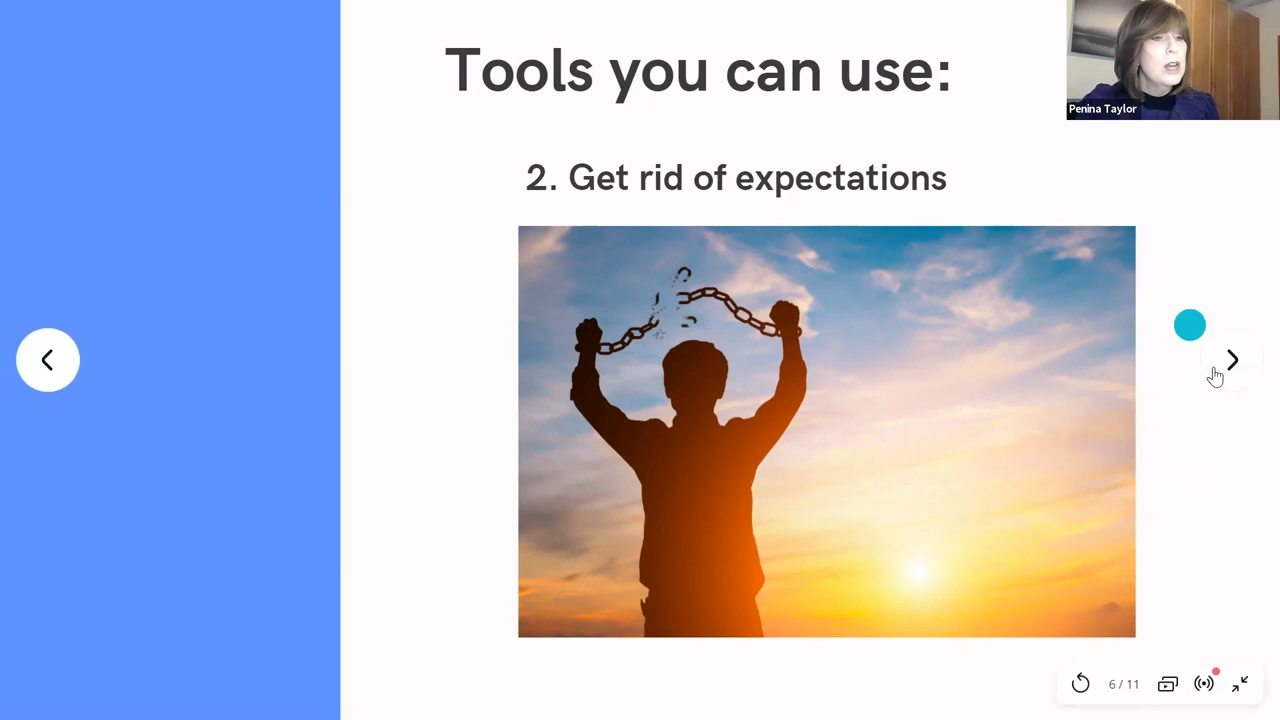 Tools you can use:
Penina Taylor
2. Get rid of expectations
6 / 11